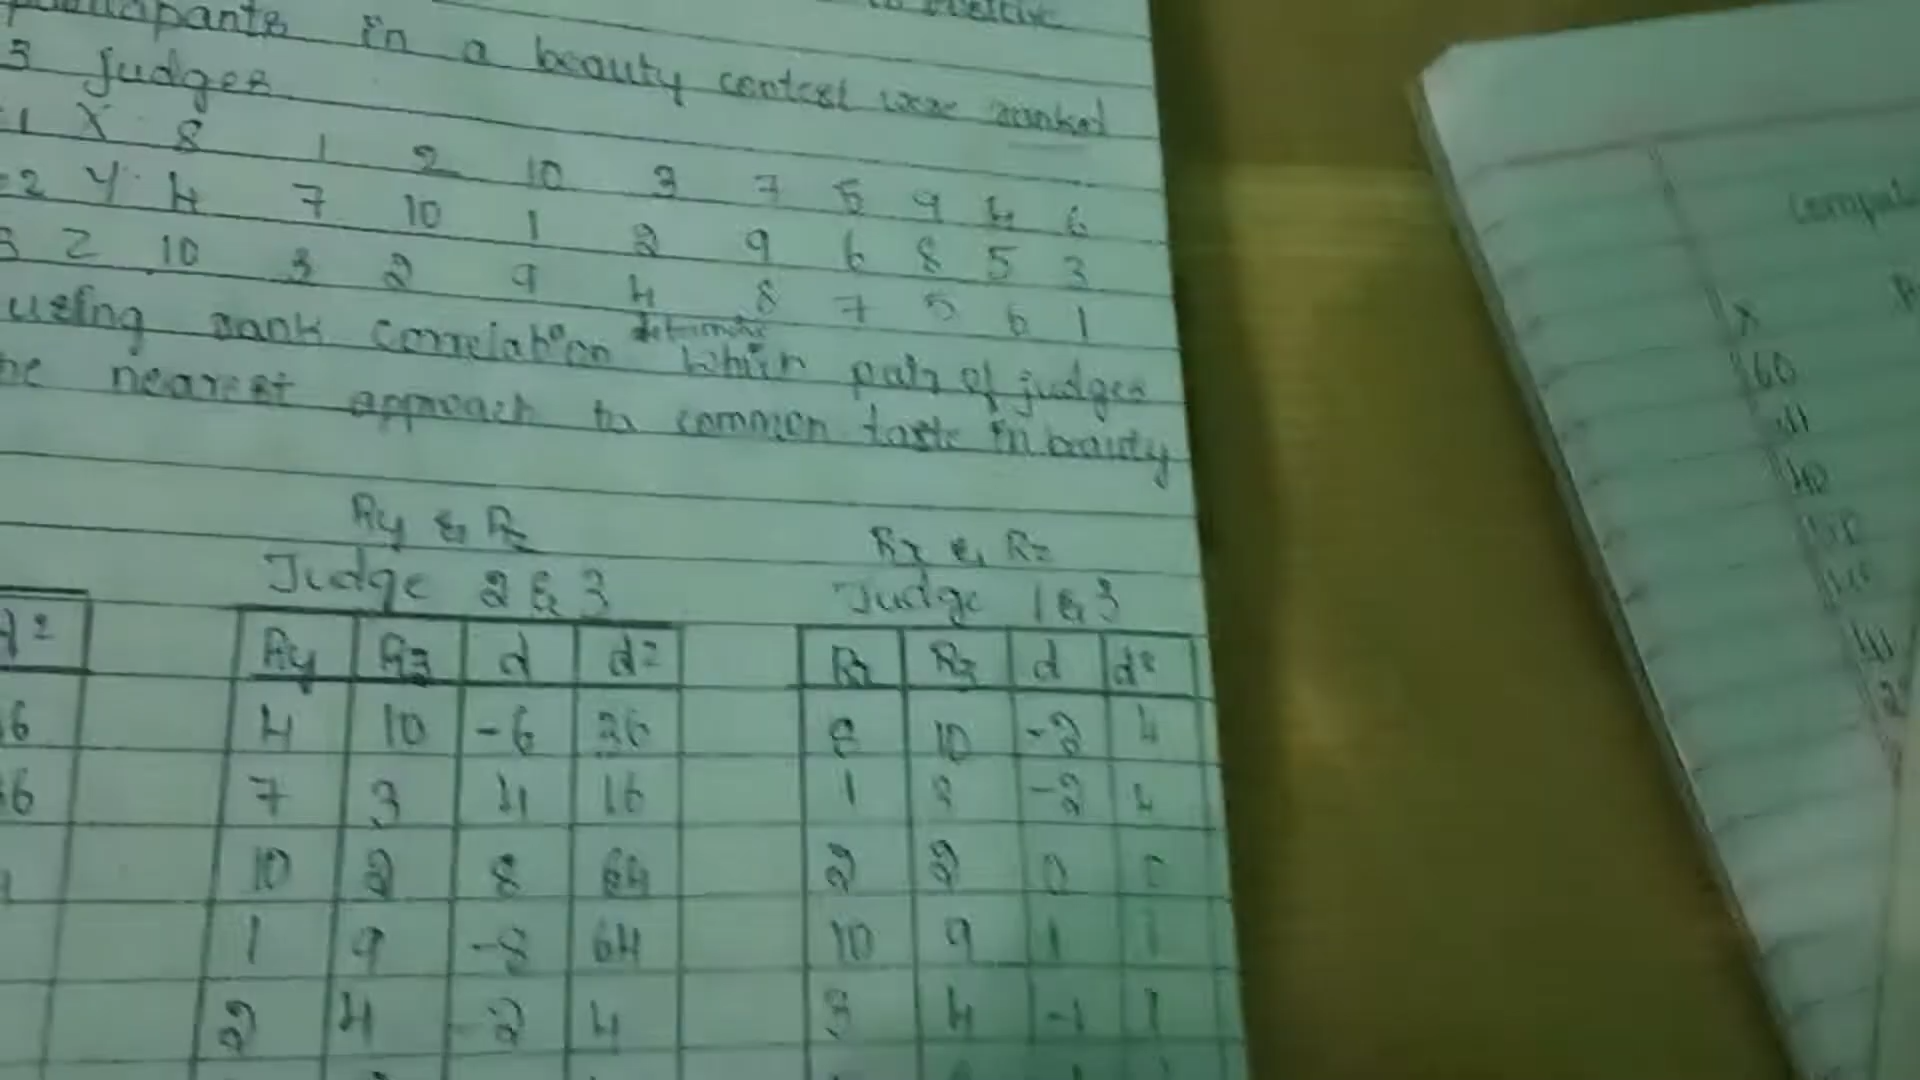 in a beauty contest were ranked
3 judges
1 X 8 1 2 10 3 7 5 9 4 6
2 Y 4 7 10 1 2 9 6 8 5 3
3 Z 10 3 2 9 4 8 7 5 6 1
using rank correlation determine which pair of judges
nearest approach to common taste in beauty
Ry & Rz
Judge 2 & 3
Rx & Rz
Judge 1 & 3
d²
Ry Rz d d²
Rx Rz d d²
4 10 -6 36
8 10 -2 4
7 3 4 16
1 3 -2 4
10 2 8 64
2 2 0 0
1 9 -8 64
10 9 1 1
2 4 -2 4
3 4 -1 1
X
60
40